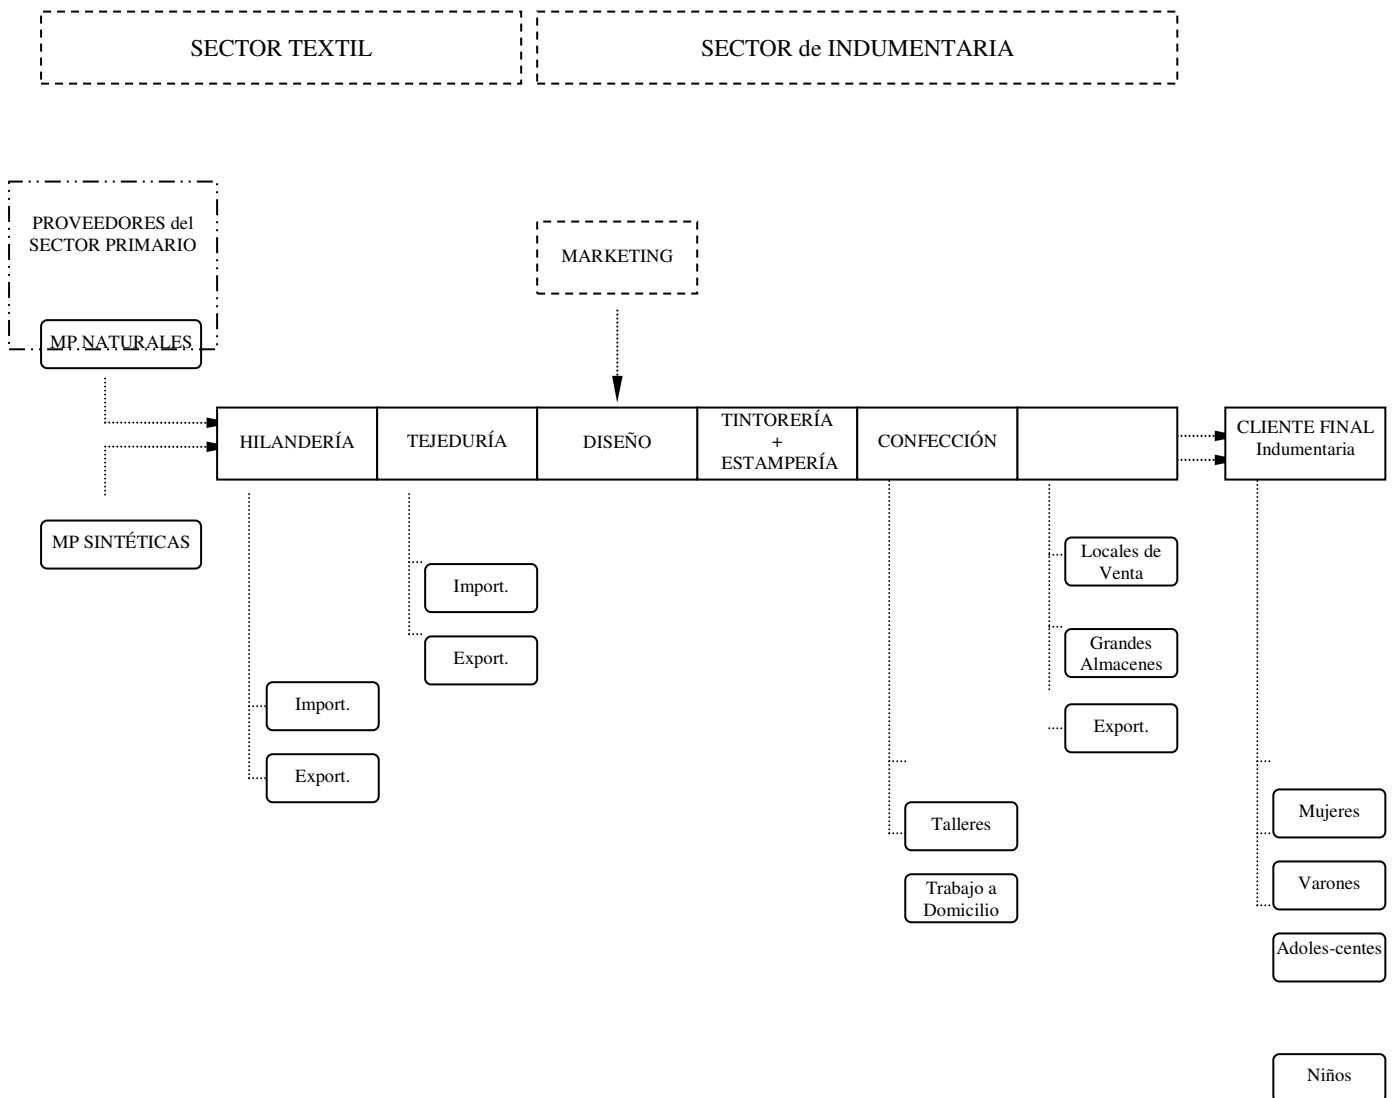 SECTOR TEXTIL
SECTOR de INDUMENTARIA
PROVEEDORES del
SECTOR PRIMARIO
MARKETING
MP NATURALES
HILANDERÍA
TEJEDURÍA
DISEÑO
TINTORERÍA
+
ESTAMPERÍA
CONFECCIÓN
CLIENTE FINAL
Indumentaria
MP SINTÉTICAS
Import.
Export.
Import.
Export.
Locales de
Venta
Grandes
Almacenes
Export.
Talleres
Trabajo a
Domicilio
Mujeres
Varones
Adoles-centes
Niños